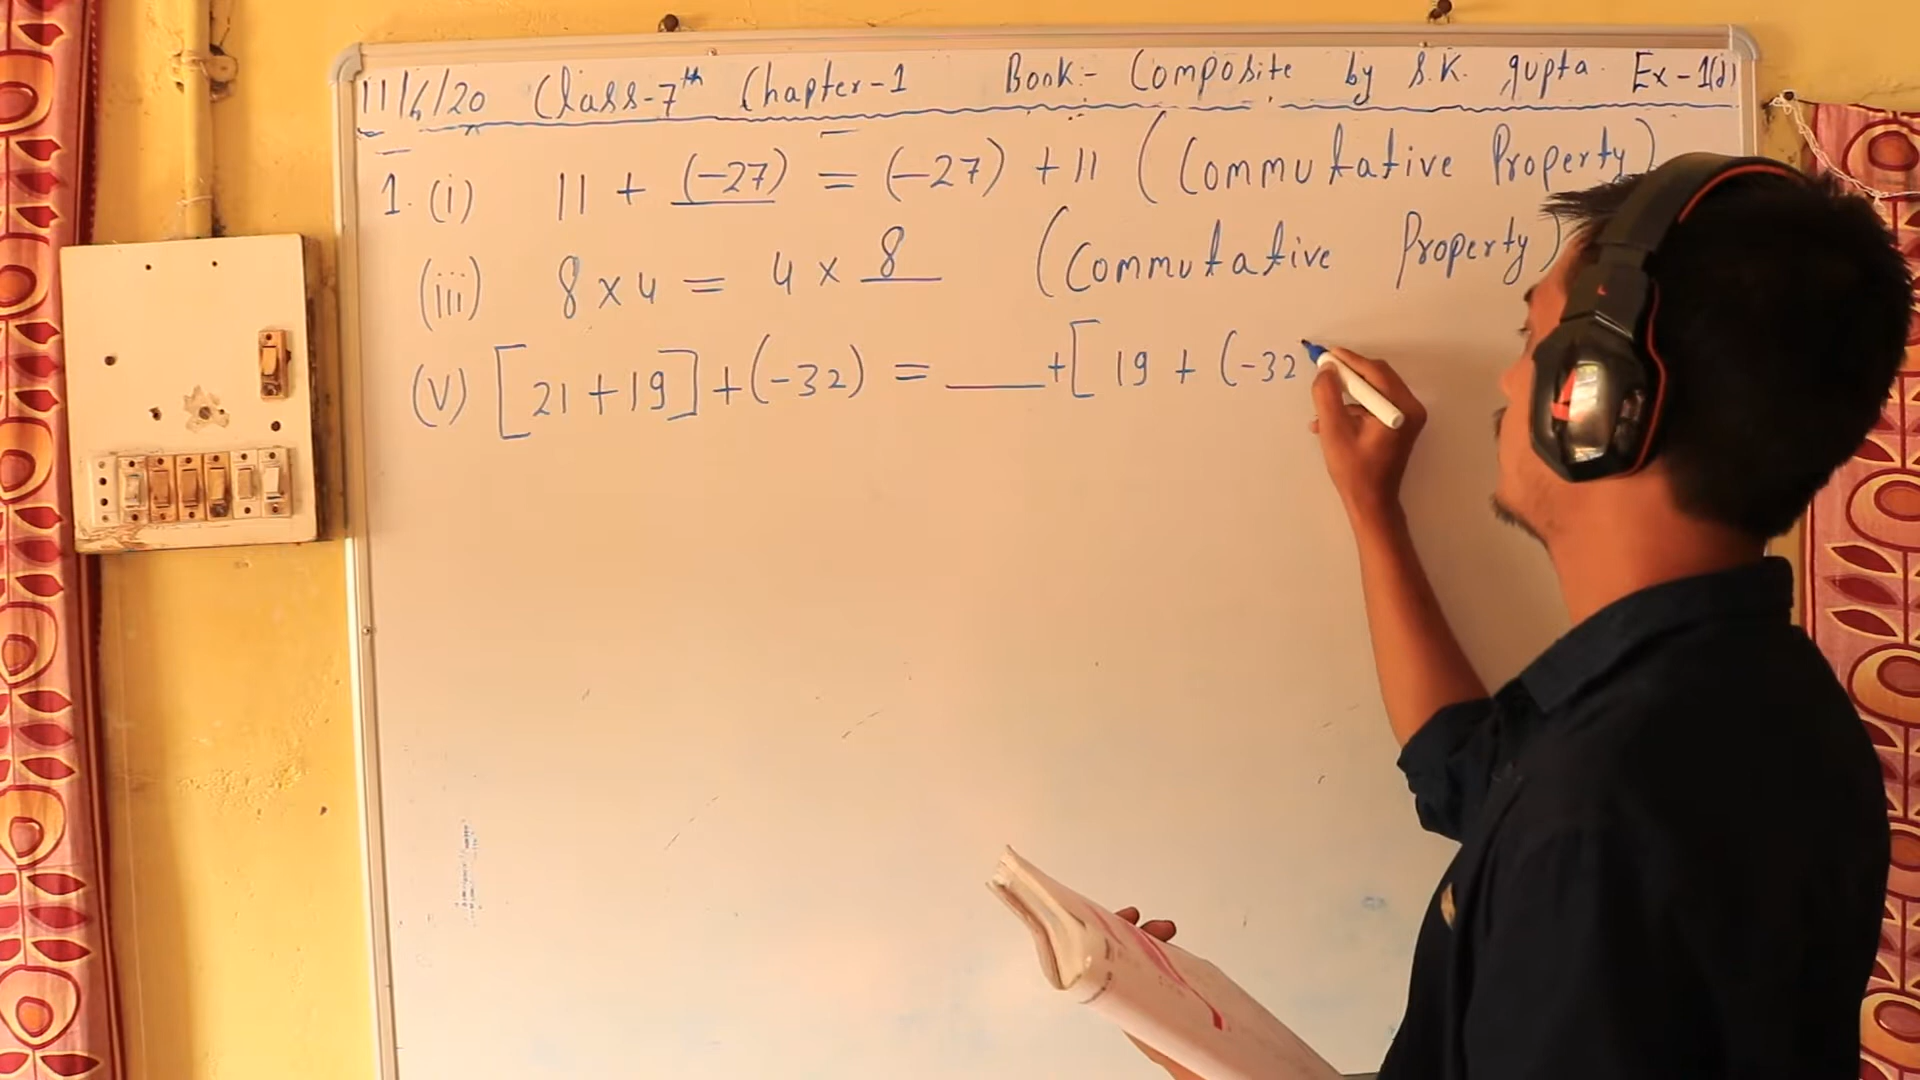 11/6/20 Class-7th Chapter-1 Book:- Composite by S.K. gupta. Ex-1(d)
1. (i) 11 + (-27) = (-27) + 11 (Commutative Property)
(iii) 8 × 4 = 4 × 8 (Commutative Property)
(v) [21 + 19] + (-32) = ___ + [19 + (-32